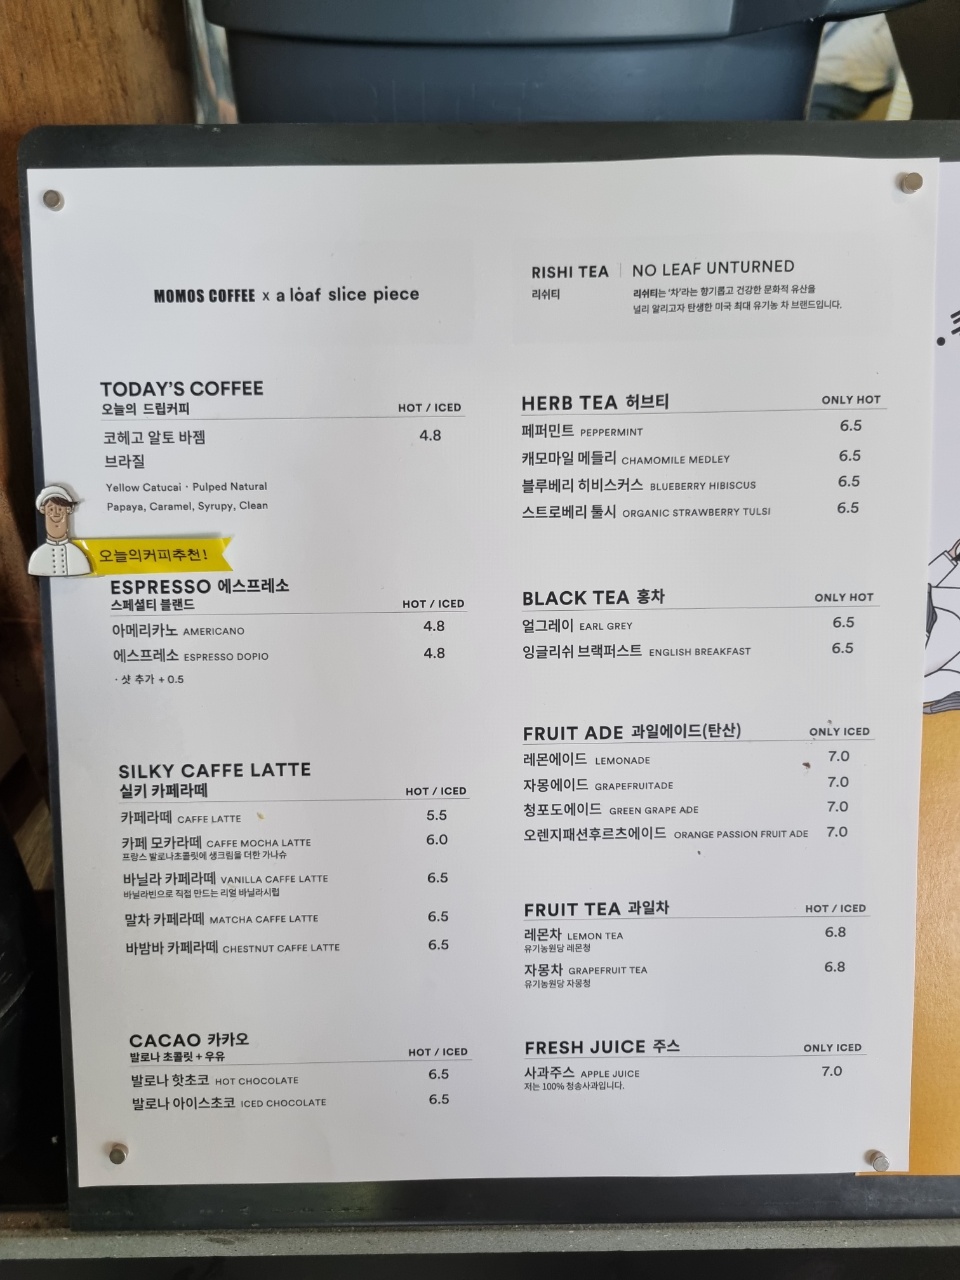 MOMOS COFFEE x a loaf slice piece
RISHI TEA | NO LEAF UNTURNED
리쉬티
리쉬티는 '차'라는 향기롭고 건강한 문화적 유산을
널리 알리고자 탄생한 미국 최대 유기농 차 브랜드입니다.
TODAY'S COFFEE
오늘의 드립커피 HOT / ICED
코헤고 알토 바젬 4.8
브라질
Yellow Catucai · Pulped Natural
Papaya, Caramel, Syrupy, Clean
오늘의커피추천!
ESPRESSO 에스프레소
스페셜티 블랜드 HOT / ICED
아메리카노 AMERICANO 4.8
에스프레소 ESPRESSO DOPIO 4.8
· 샷 추가 + 0.5
SILKY CAFFE LATTE
실키 카페라떼 HOT / ICED
카페라떼 CAFFE LATTE 5.5
카페 모카라떼 CAFFE MOCHA LATTE 6.0
프랑스 발로나초콜릿에 생크림을 더한 가나슈
바닐라 카페라떼 VANILLA CAFFE LATTE 6.5
바닐라빈으로 직접 만드는 리얼 바닐라시럽
말차 카페라떼 MATCHA CAFFE LATTE 6.5
바밤바 카페라떼 CHESTNUT CAFFE LATTE 6.5
CACAO 카카오
발로나 초콜릿 + 우유 HOT / ICED
발로나 핫초코 HOT CHOCOLATE 6.5
발로나 아이스초코 ICED CHOCOLATE 6.5
HERB TEA 허브티 ONLY HOT
페퍼민트 PEPPERMINT 6.5
캐모마일 메들리 CHAMOMILE MEDLEY 6.5
블루베리 히비스커스 BLUEBERRY HIBISCUS 6.5
스트로베리 툴시 ORGANIC STRAWBERRY TULSI 6.5
BLACK TEA 홍차 ONLY HOT
얼그레이 EARL GREY 6.5
잉글리쉬 브랙퍼스트 ENGLISH BREAKFAST 6.5
FRUIT ADE 과일에이드(탄산) ONLY ICED
레몬에이드 LEMONADE 7.0
자몽에이드 GRAPEFRUITADE 7.0
청포도에이드 GREEN GRAPE ADE 7.0
오렌지패션후르츠에이드 ORANGE PASSION FRUIT ADE 7.0
FRUIT TEA 과일차 HOT / ICED
레몬차 LEMON TEA 6.8
유기농원당 레몬청
자몽차 GRAPEFRUIT TEA 6.8
유기농원당 자몽청
FRESH JUICE 주스 ONLY ICED
사과주스 APPLE JUICE 7.0
저는 100% 청송사과입니다.